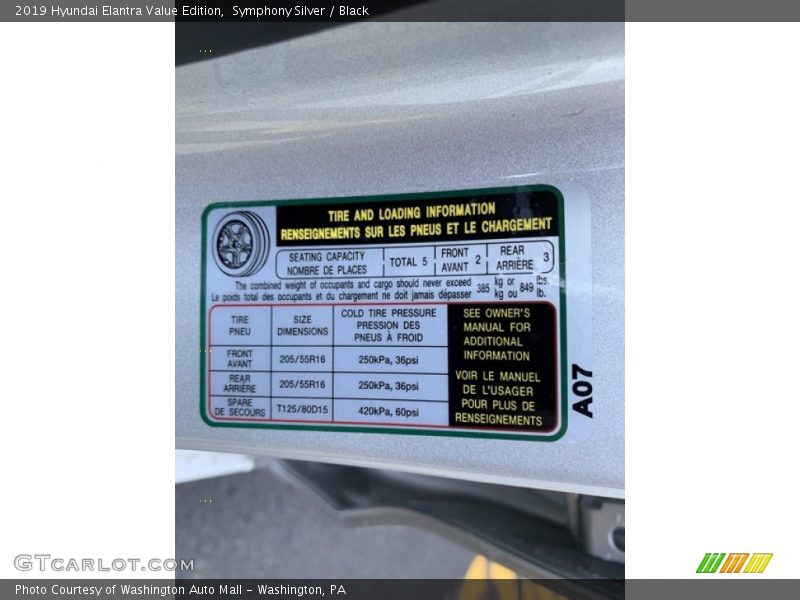 2019 Hyundai Elantra Value Edition, Symphony Silver / Black
TIRE AND LOADING INFORMATION
RENSEIGNEMENTS SUR LES PNEUS ET LE CHARGEMENT
SEATING CAPACITY
NOMBRE DE PLACES
TOTAL 5
FRONT
AVANT 2
REAR
ARRIÈRE 3
The combined weight of occupants and cargo should never exceed 385 kg or 849 lbs.
Le poids total des occupants et du chargement ne doit jamais dépasser kg ou lb.
TIRE
PNEU
SIZE
DIMENSIONS
COLD TIRE PRESSURE
PRESSION DES
PNEUS À FROID
FRONT
AVANT
205/55R16
250kPa, 36psi
REAR
ARRIÈRE
205/55R16
250kPa, 36psi
SPARE
DE SECOURS
T125/80D15
420kPa, 60psi
SEE OWNER'S
MANUAL FOR
ADDITIONAL
INFORMATION
VOIR LE MANUEL
DE L'USAGER
POUR PLUS DE
RENSEIGNEMENTS
A07
GTCARLOT.COM
Photo Courtesy of Washington Auto Mall - Washington, PA